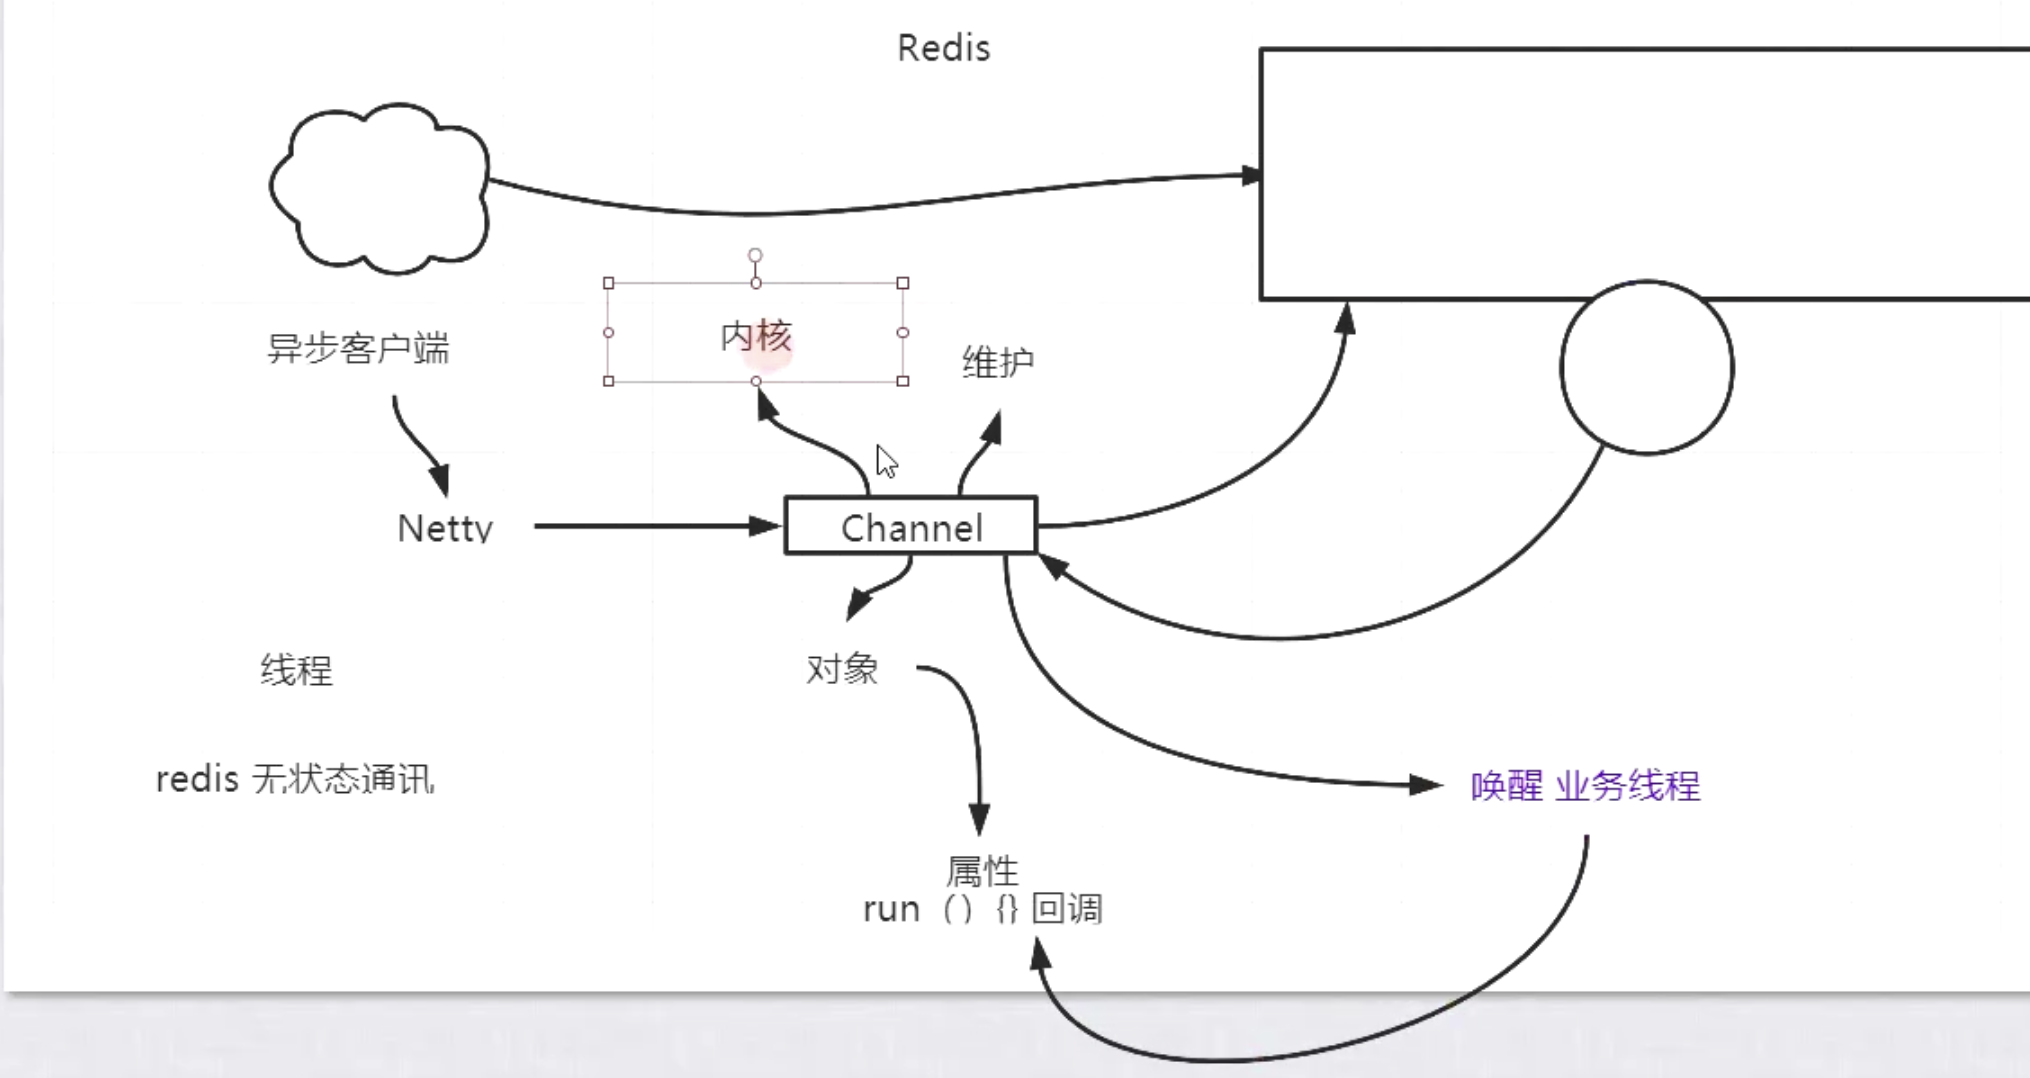 Redis
异步客户端
内核
维护
Netty
Channel
线程
对象
redis 无状态通讯
唤醒 业务线程
属性
run（）{} 回调